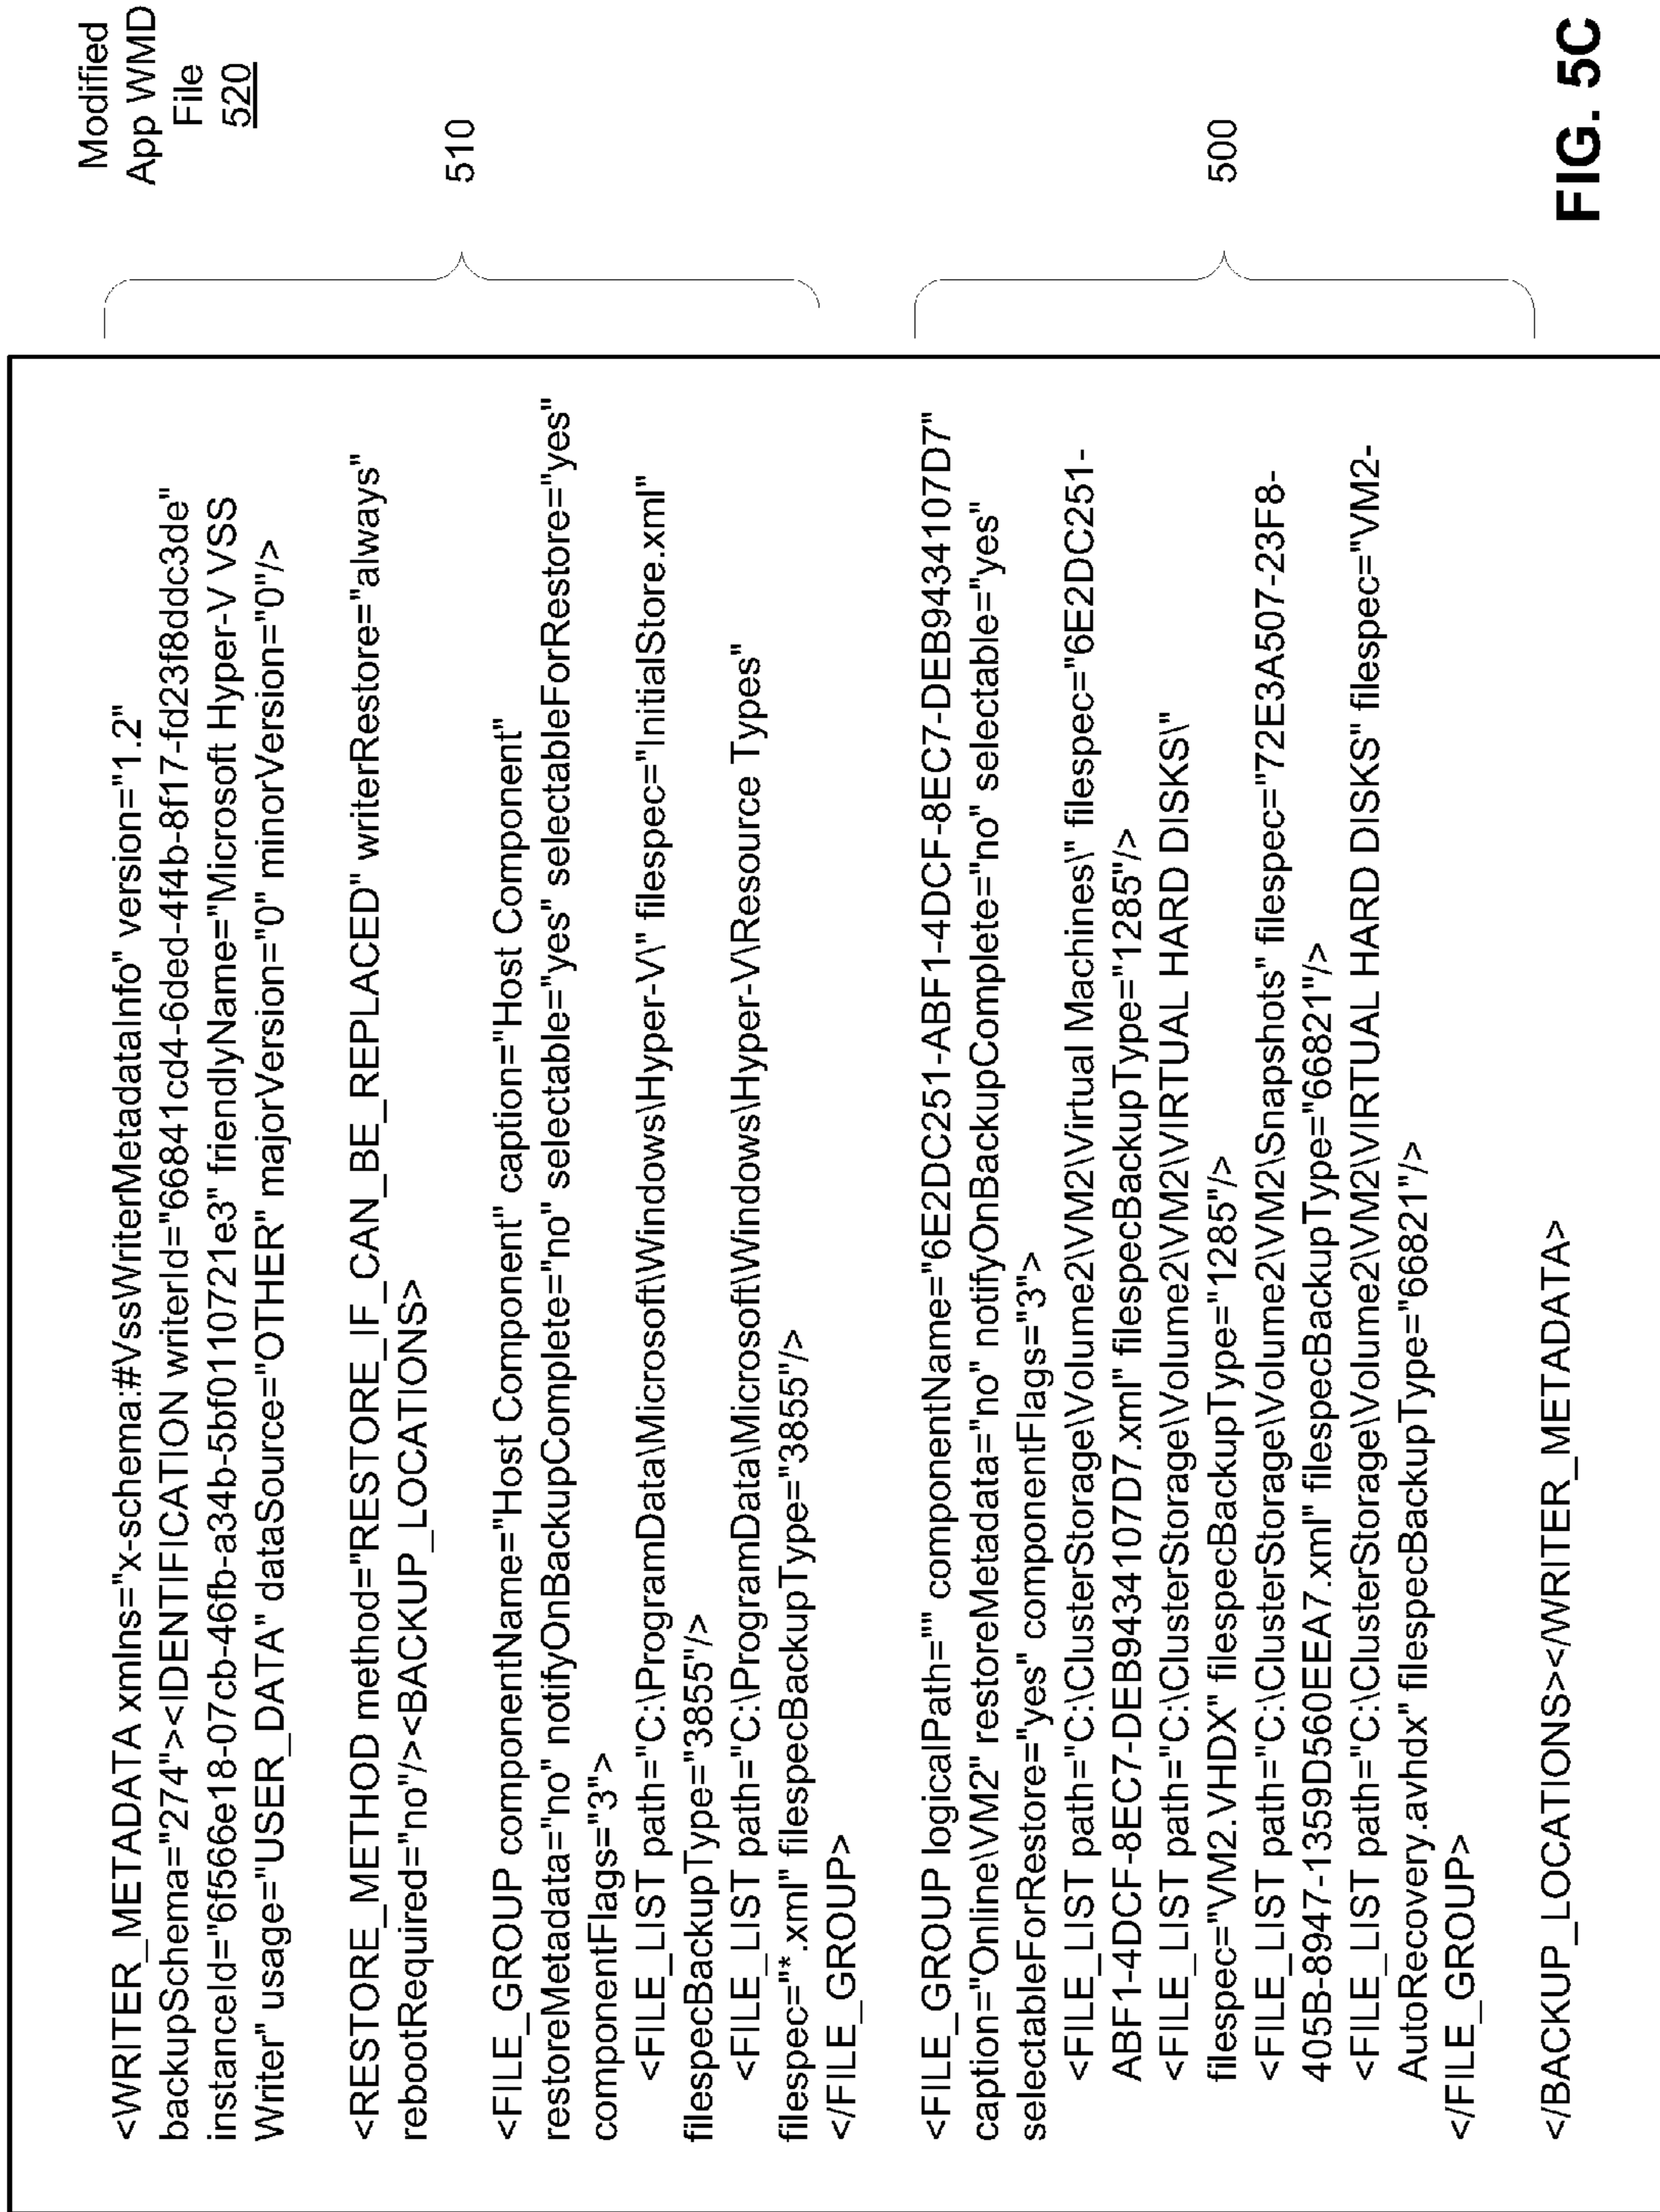 Modified
App WMD
File
520
<WRITER_METADATA xmlns="x-schema:#VssWriterMetadataInfo" version="1.2"
backupSchema="274"><IDENTIFICATION writerId="66841cd4-6ded-4f4b-8f17-fd23f8ddc3de"
instanceId="6f566e18-07cb-46fb-a34b-5bf0110721e3" friendlyName="Microsoft Hyper-V VSS
Writer" usage="USER_DATA" dataSource="OTHER" majorVersion="0" minorVersion="0"/>
<RESTORE_METHOD method="RESTORE_IF_CAN_BE_REPLACED" writerRestore="always"
rebootRequired="no"/><BACKUP_LOCATIONS>
<FILE_GROUP componentName="Host Component" caption="Host Component"
restoreMetadata="no" notifyOnBackupComplete="no" selectable="yes" selectableForRestore="yes"
componentFlags="3">
<FILE_LIST path="C:\ProgramData\Microsoft\Windows\Hyper-V\" filespec="InitialStore.xml"
filespecBackupType="3855"/>
<FILE_LIST path="C:\ProgramData\Microsoft\Windows\Hyper-V\Resource Types"
filespec="*.xml" filespecBackupType="3855"/>
</FILE_GROUP>
510
<FILE_GROUP logicalPath="" componentName="6E2DC251-ABF1-4DCF-8EC7-DEB9434107D7"
caption="Online\VM2" restoreMetadata="no" notifyOnBackupComplete="no" selectable="yes"
selectableForRestore="yes" componentFlags="3">
<FILE_LIST path="C:\ClusterStorage\Volume2\VM2\Virtual Machines\" filespec="6E2DC251-
ABF1-4DCF-8EC7-DEB9434107D7.xml" filespecBackupType="1285"/>
<FILE_LIST path="C:\ClusterStorage\Volume2\VM2\VIRTUAL HARD DISKS\"
filespec="VM2.VHDX" filespecBackupType="1285"/>
<FILE_LIST path="C:\ClusterStorage\Volume2\VM2\Snapshots" filespec="72E3A507-23F8-
405B-8947-1359D560EEA7.xml" filespecBackupType="66821"/>
<FILE_LIST path="C:\ClusterStorage\Volume2\VM2\VIRTUAL HARD DISKS" filespec="VM2-
AutoRecovery.avhdx" filespecBackupType="66821"/>
</FILE_GROUP>
500
</BACKUP_LOCATIONS></WRITER_METADATA>
FIG. 5C